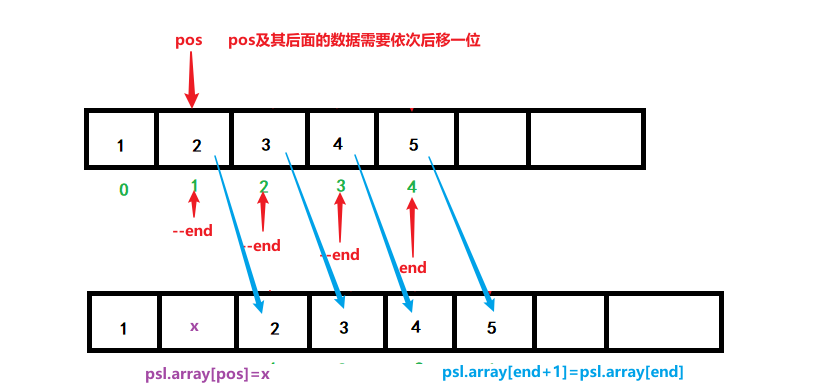 pos pos及其后面的数据需要依次后移一位
1 2 3 4 5
0 1 2 3 4
--end --end --end end
1 x 2 3 4 5
psl.array[pos]=x psl.array[end+1]=psl.array[end]